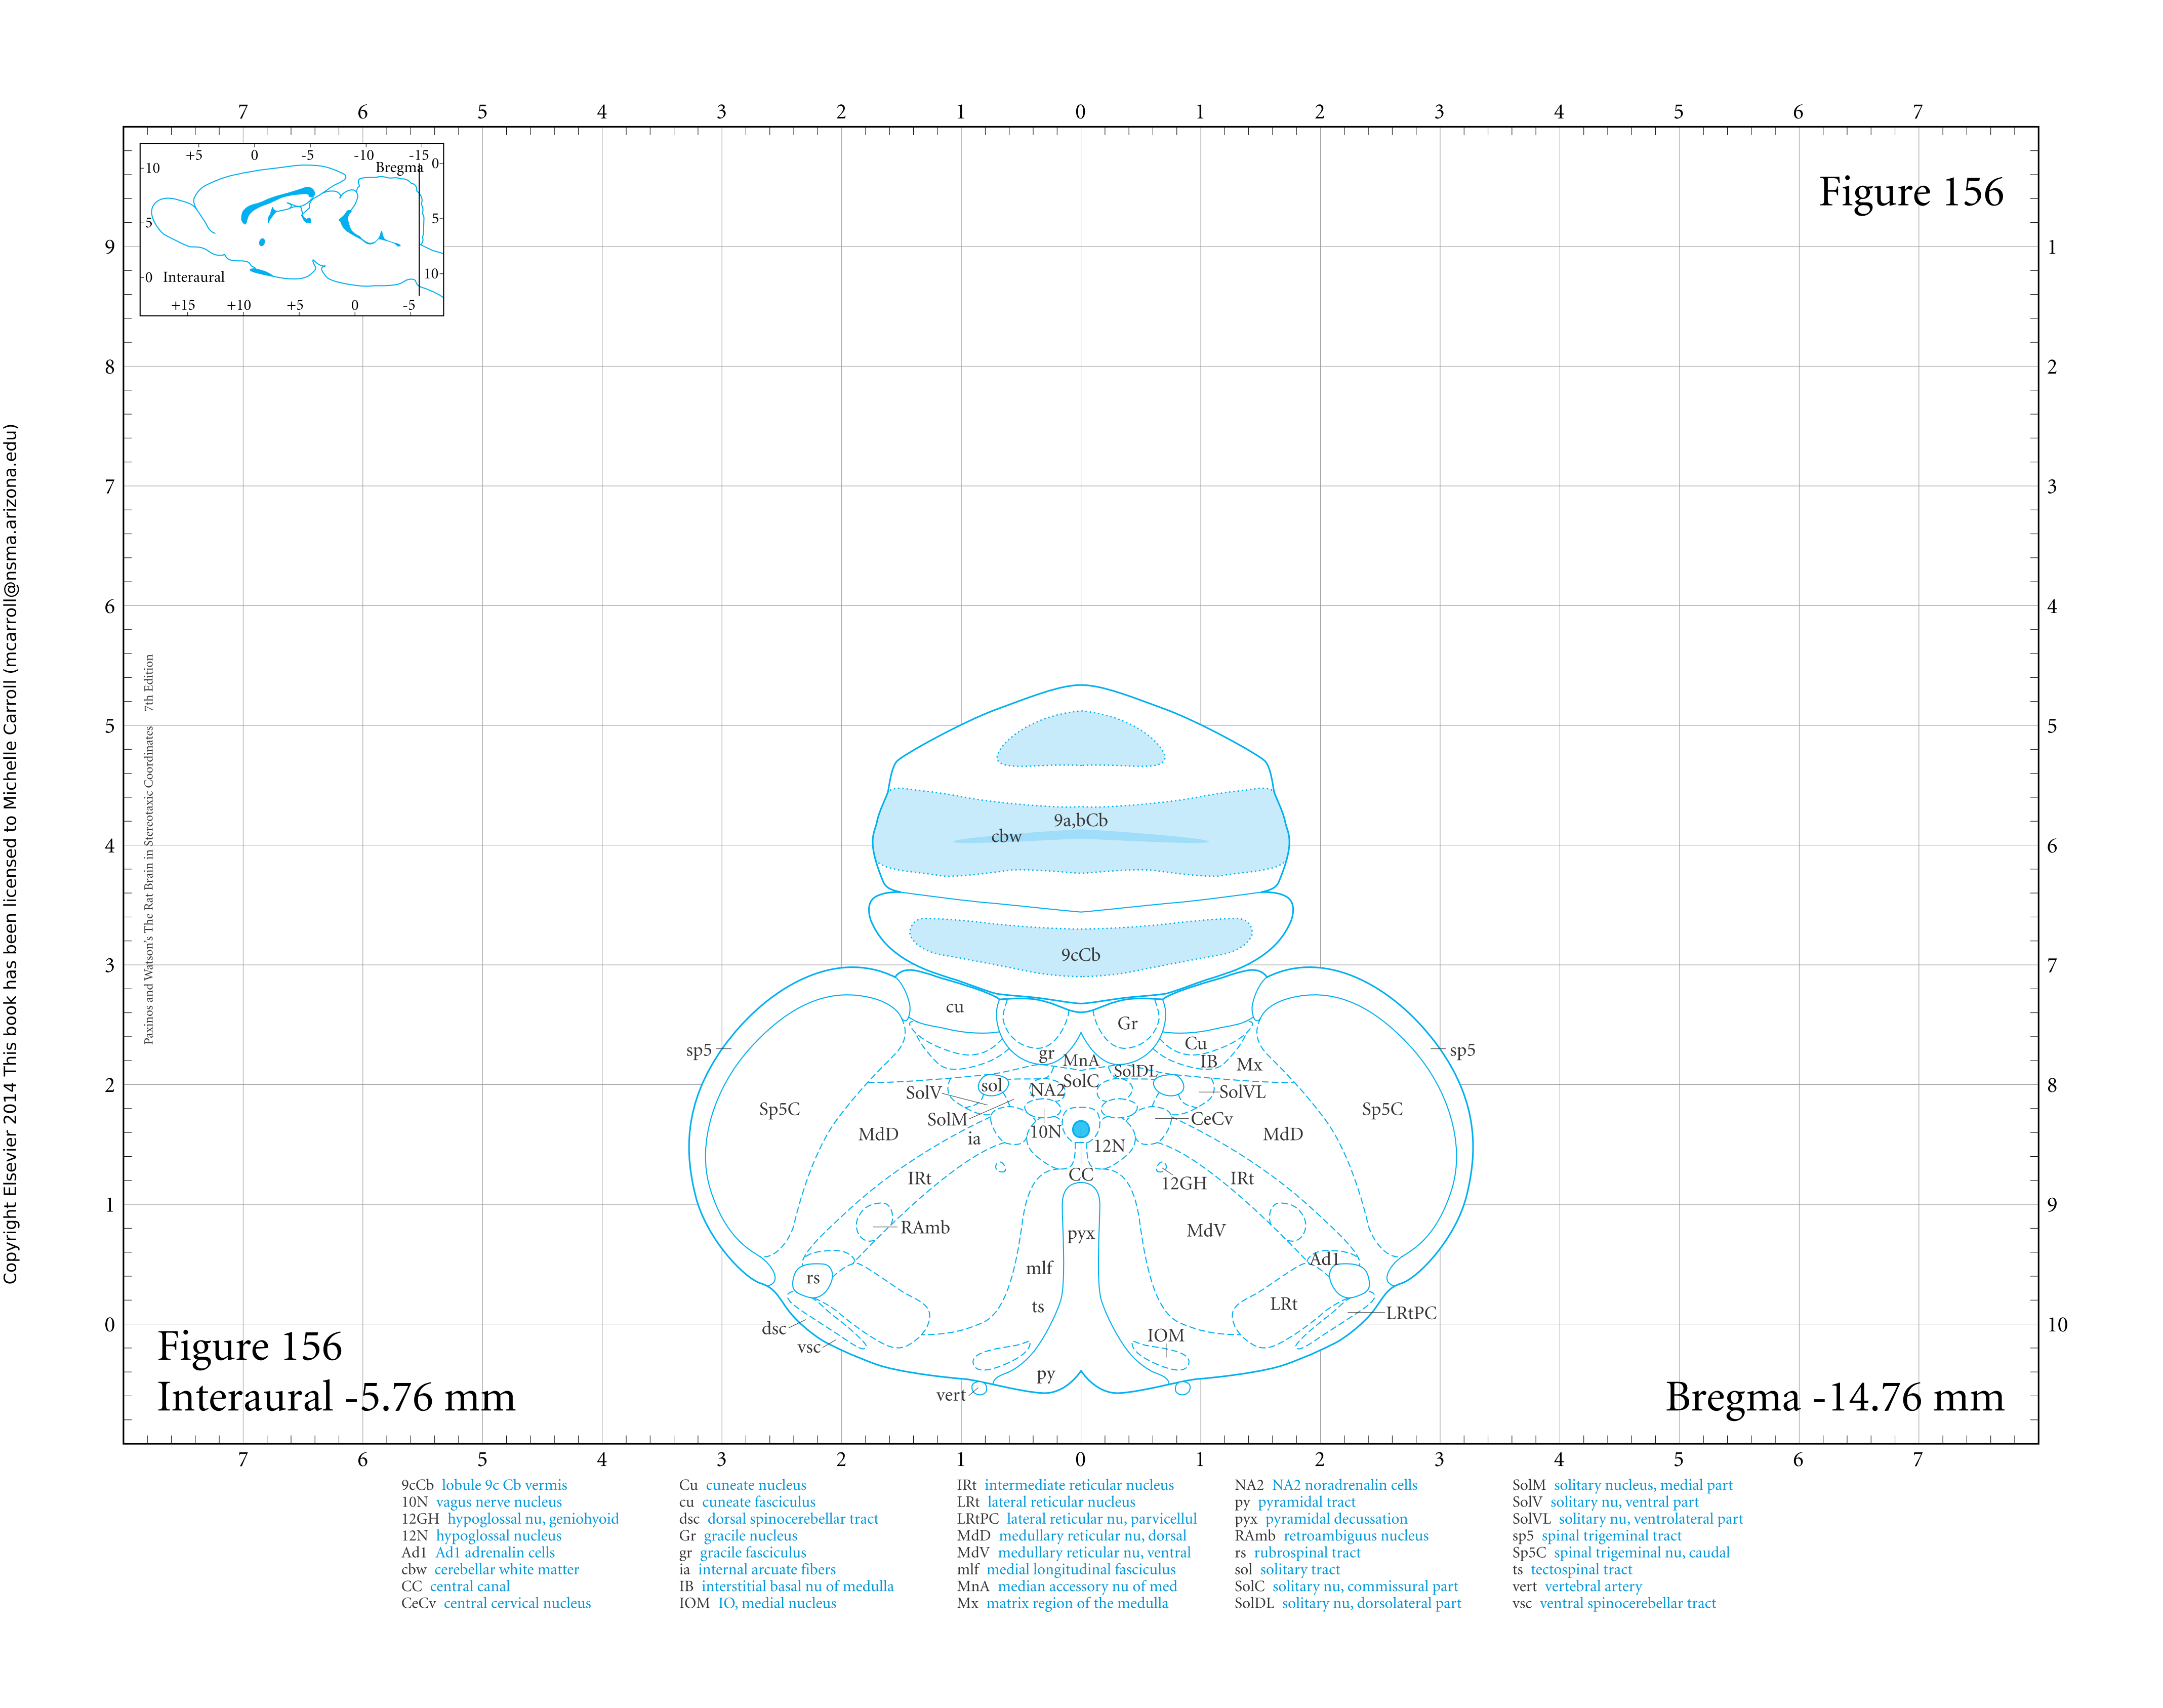 Copyright Elsevier 2014 This book has been licensed to Michelle Carroll (mcarroll@nsma.arizona.edu)
Paxinos and Watson's The Rat Brain in Stereotaxic Coordinates 7th Edition
7 6 5 4 3 2 1 0 1 2 3 4 5 6 7
+5 0 -5 -10 -15
Bregma
10
0
5
5
10
0 Interaural
+15 +10 +5 0 -5
Figure 156
9 1
8 2
7 3
6 4
5 5
9a,bCb
cbw
4 6
9cCb
3 7
cu
Gr
Cu
sp5
gr
MnA
IB
Mx
sp5
SolDL
SolC
2 8
sol
NA2
SolV
SolVL
Sp5C
Sp5C
SolM
CeCv
MdD
ia
10N
12N
MdD
CC
IRt
12GH
IRt
1 9
RAmb
pyx
MdV
mlf
Ad1
rs
ts
LRt
LRtPC
0 10
dsc
vsc
IOM
py
vert
Figure 156
Interaural -5.76 mm
Bregma -14.76 mm
7 6 5 4 3 2 1 0 1 2 3 4 5 6 7
9cCb lobule 9c Cb vermis
10N vagus nerve nucleus
12GH hypoglossal nu, geniohyoid
12N hypoglossal nucleus
Ad1 Ad1 adrenalin cells
cbw cerebellar white matter
CC central canal
CeCv central cervical nucleus
Cu cuneate nucleus
cu cuneate fasciculus
dsc dorsal spinocerebellar tract
Gr gracile nucleus
gr gracile fasciculus
ia internal arcuate fibers
IB interstitial basal nu of medulla
IOM IO, medial nucleus
IRt intermediate reticular nucleus
LRt lateral reticular nucleus
LRtPC lateral reticular nu, parvicellul
MdD medullary reticular nu, dorsal
MdV medullary reticular nu, ventral
mlf medial longitudinal fasciculus
MnA median accessory nu of med
Mx matrix region of the medulla
NA2 NA2 noradrenalin cells
py pyramidal tract
pyx pyramidal decussation
RAmb retroambiguus nucleus
rs rubrospinal tract
sol solitary tract
SolC solitary nu, commissural part
SolDL solitary nu, dorsolateral part
SolM solitary nucleus, medial part
SolV solitary nu, ventral part
SolVL solitary nu, ventrolateral part
sp5 spinal trigeminal tract
Sp5C spinal trigeminal nu, caudal
ts tectospinal tract
vert vertebral artery
vsc ventral spinocerebellar tract